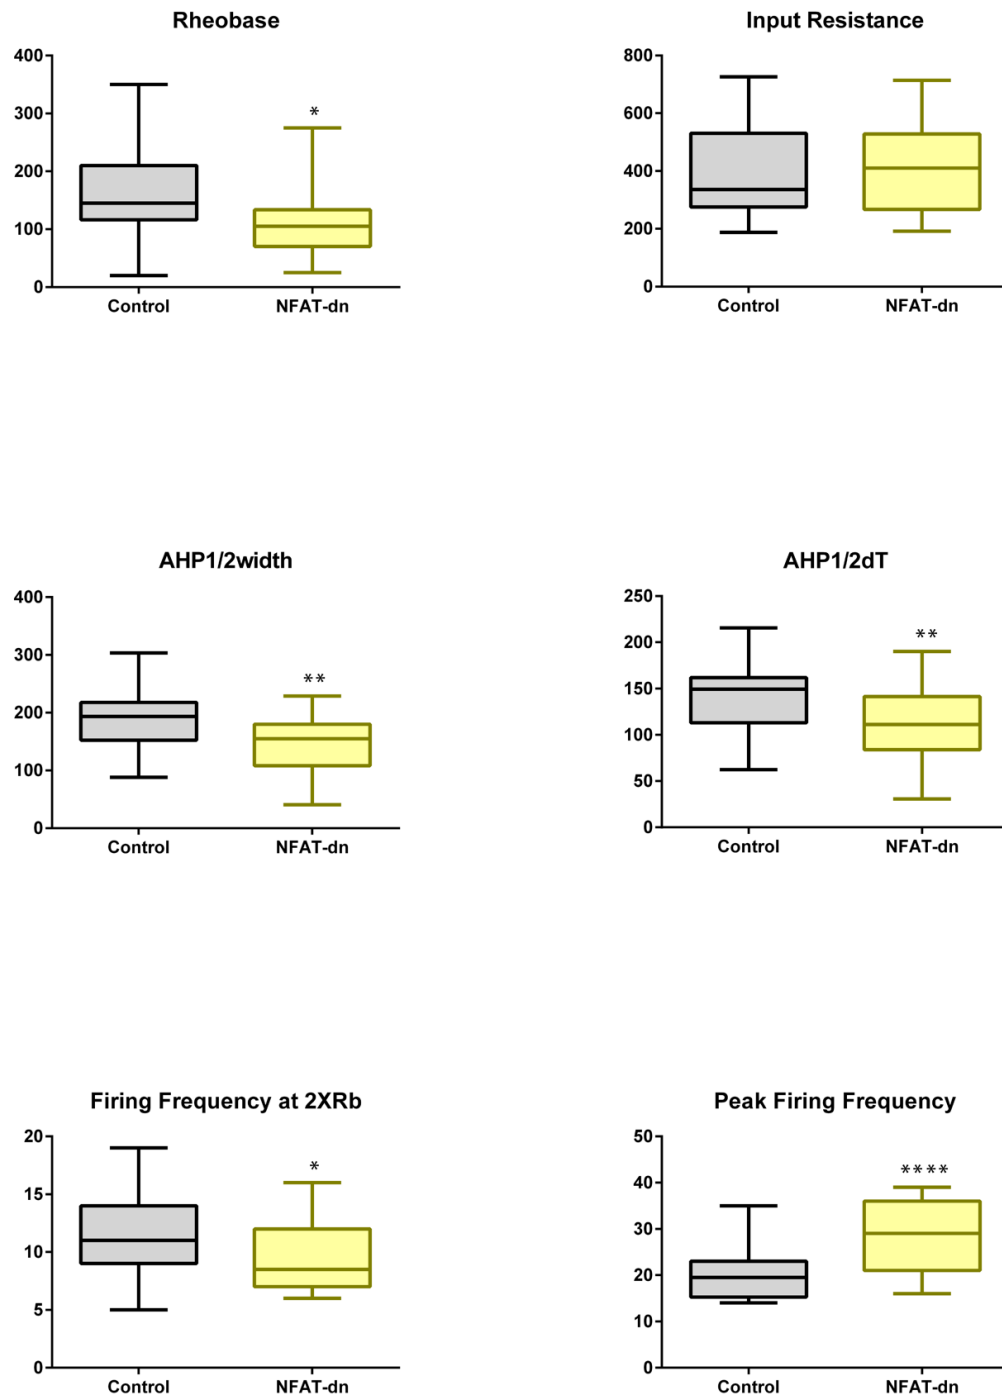 Rheobase
400
300
200
100
0
*
Control
NFAT-dn
Input Resistance
800
600
400
200
0
Control
NFAT-dn
AHP1/2width
400
300
200
100
0
**
Control
NFAT-dn
AHP1/2dT
250
200
150
100
50
0
**
Control
NFAT-dn
Firing Frequency at 2XRb
20
15
10
5
0
*
Control
NFAT-dn
Peak Firing Frequency
50
40
30
20
10
0
****
Control
NFAT-dn